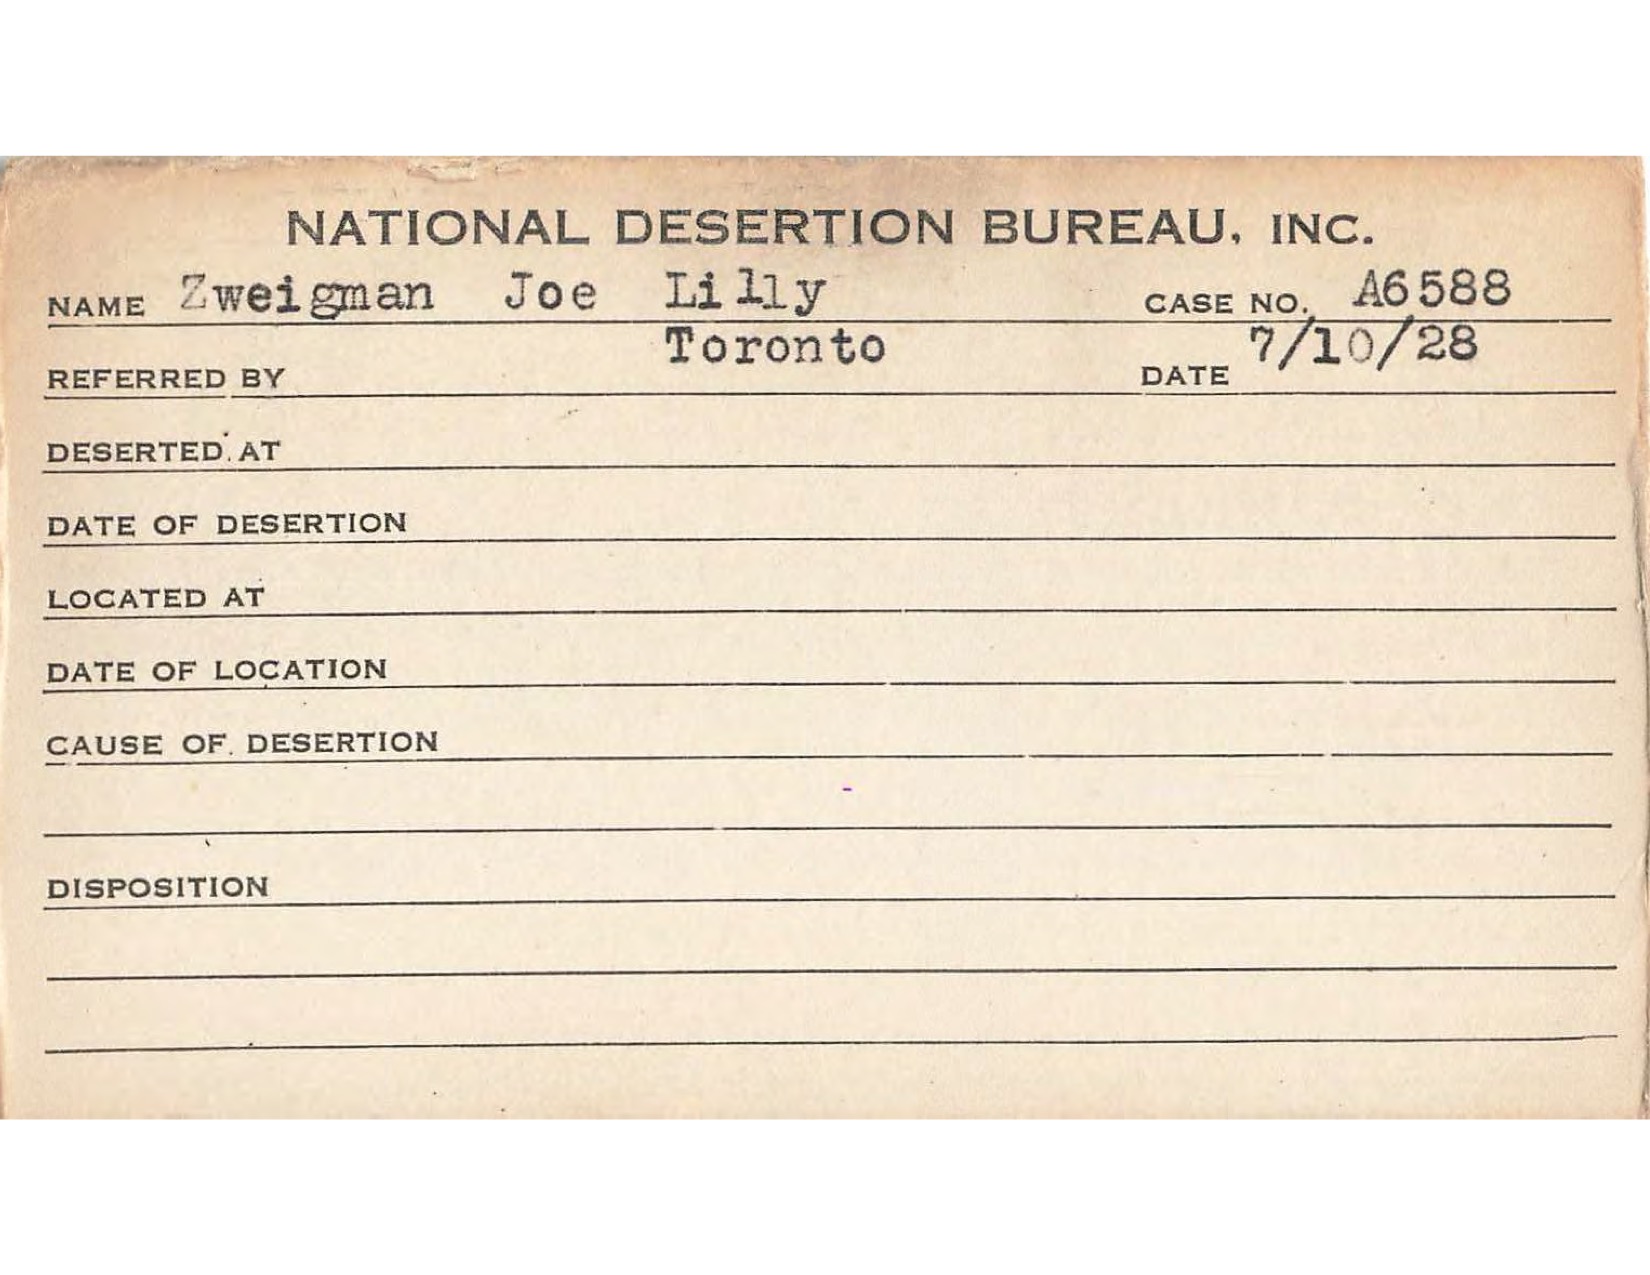 NATIONAL DESERTION BUREAU, INC.
NAME Zweigman Joe Lilly CASE NO. A6588
REFERRED BY Toronto DATE 7/10/28
DESERTED AT
DATE OF DESERTION
LOCATED AT
DATE OF LOCATION
CAUSE OF DESERTION
DISPOSITION